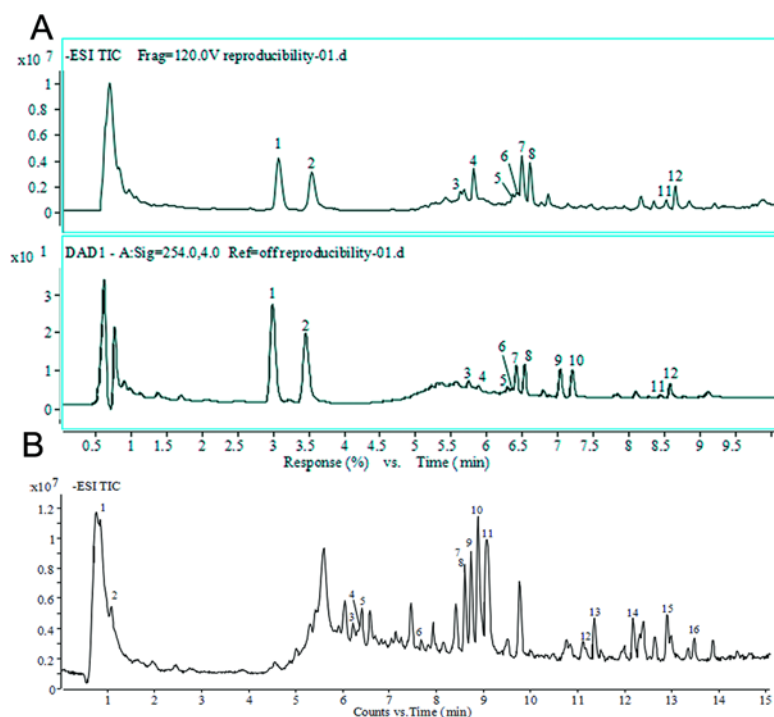 A
-ESI TIC Frag=120.0V reproducibility-01.d
x10 7
1
0.8
0.6
0.4
0.2
0
1 2 3 4 5 6 7 8 11 12
DAD1 - A:Sig=254.0,4.0 Ref=off reproducibility-01.d
x10 1
3
2
1
0
1 2 3 4 5 6 7 8 9 10 11 12
0.5 1 1.5 2 2.5 3 3.5 4 4.5 5 5.5 6 6.5 7 7.5 8 8.5 9 9.5
Response (%) vs. Time (min)
B
-ESI TIC
x10 7
1.2
1
0.8
0.6
0.4
0.2
0
1 2 3 4 5 6 7 8 9 10 11 12 13 14 15 16
1 2 3 4 5 6 7 8 9 10 11 12 13 14 15
Counts vs.Time (min)